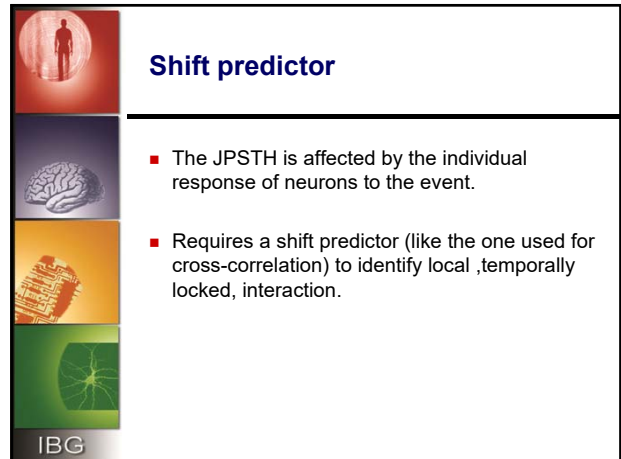 Shift predictor
■ The JPSTH is affected by the individual
response of neurons to the event.
■ Requires a shift predictor (like the one used for
cross-correlation) to identify local ,temporally
locked, interaction.
IBG